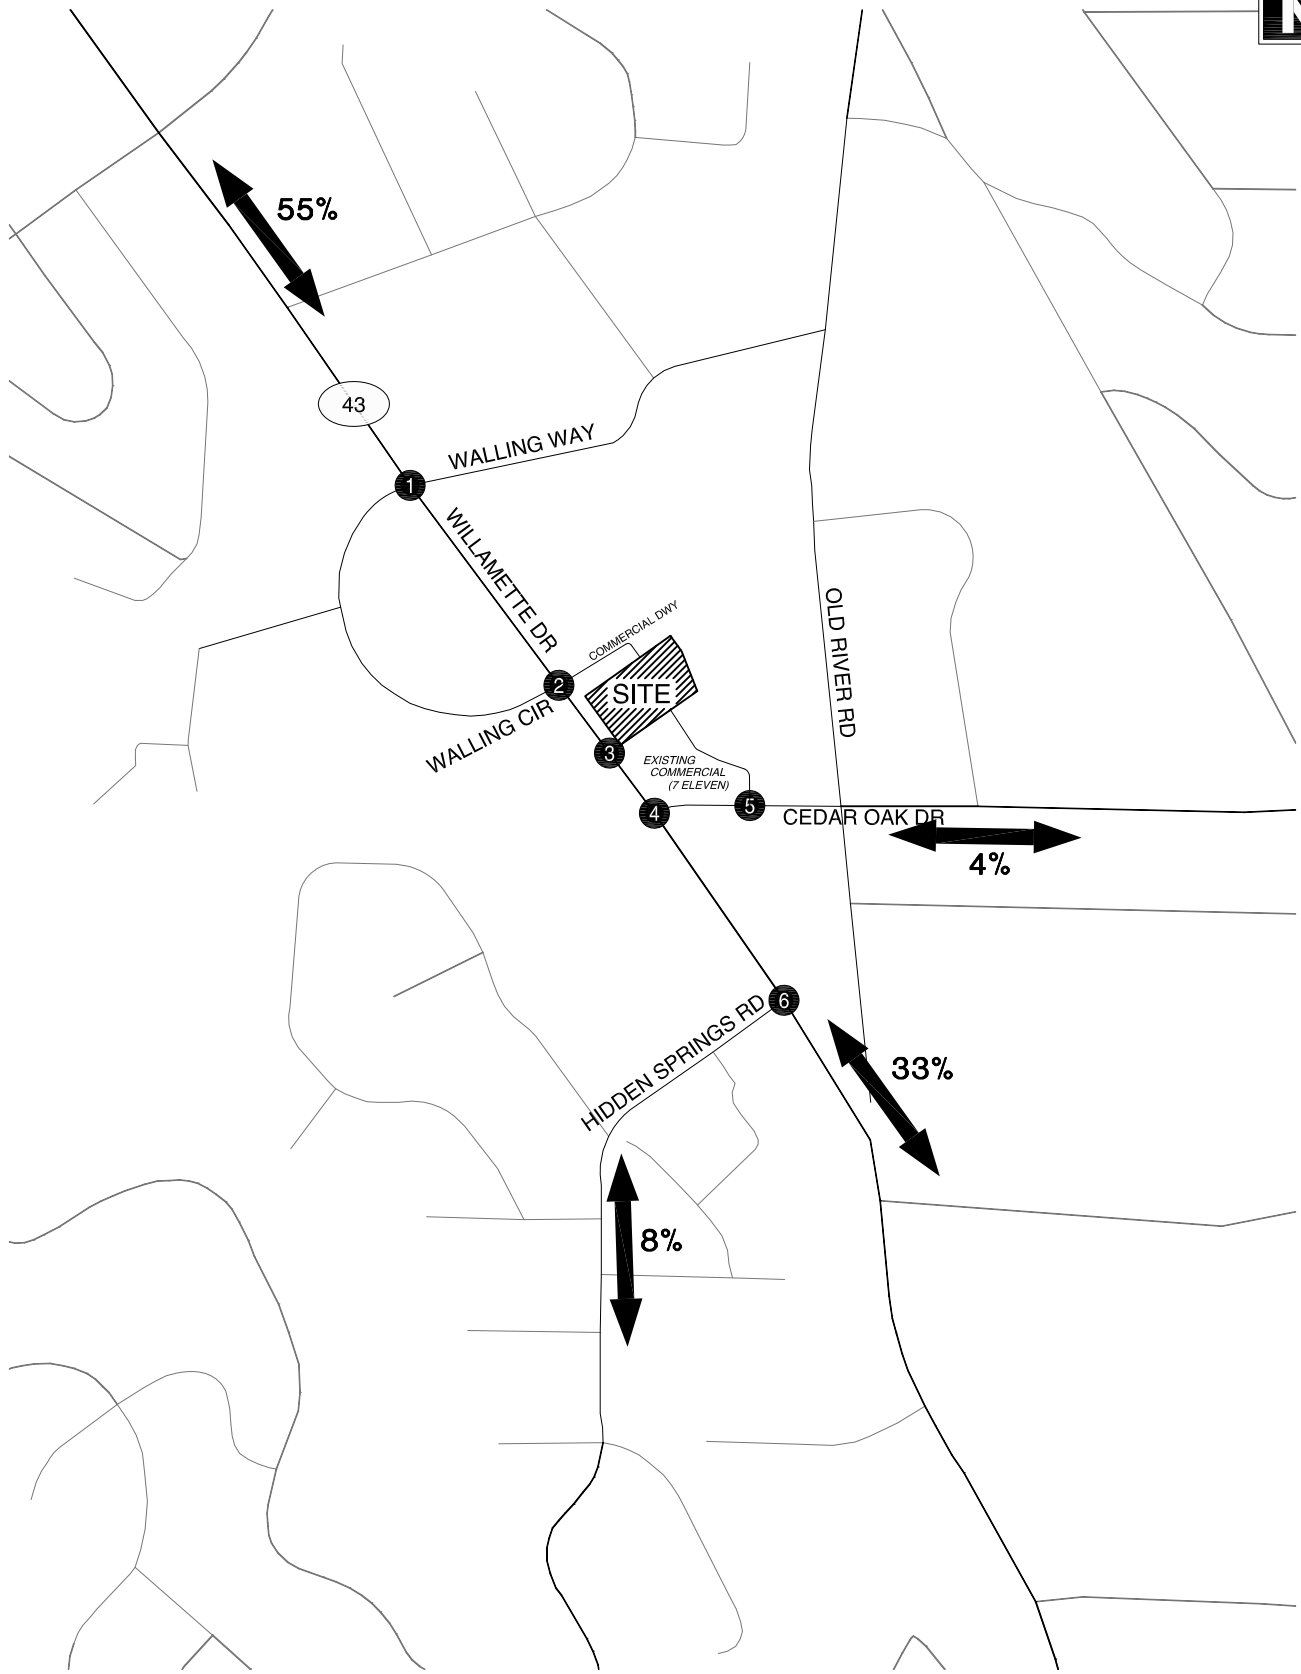 55%
43
WALLING WAY
1
WILLAMETTE DR
COMMERCIAL DWY
OLD RIVER RD
2
SITE
WALLING CIR
3
EXISTING
COMMERCIAL
(7 ELEVEN)
4
5
CEDAR OAK DR
4%
6
HIDDEN SPRINGS RD
33%
8%